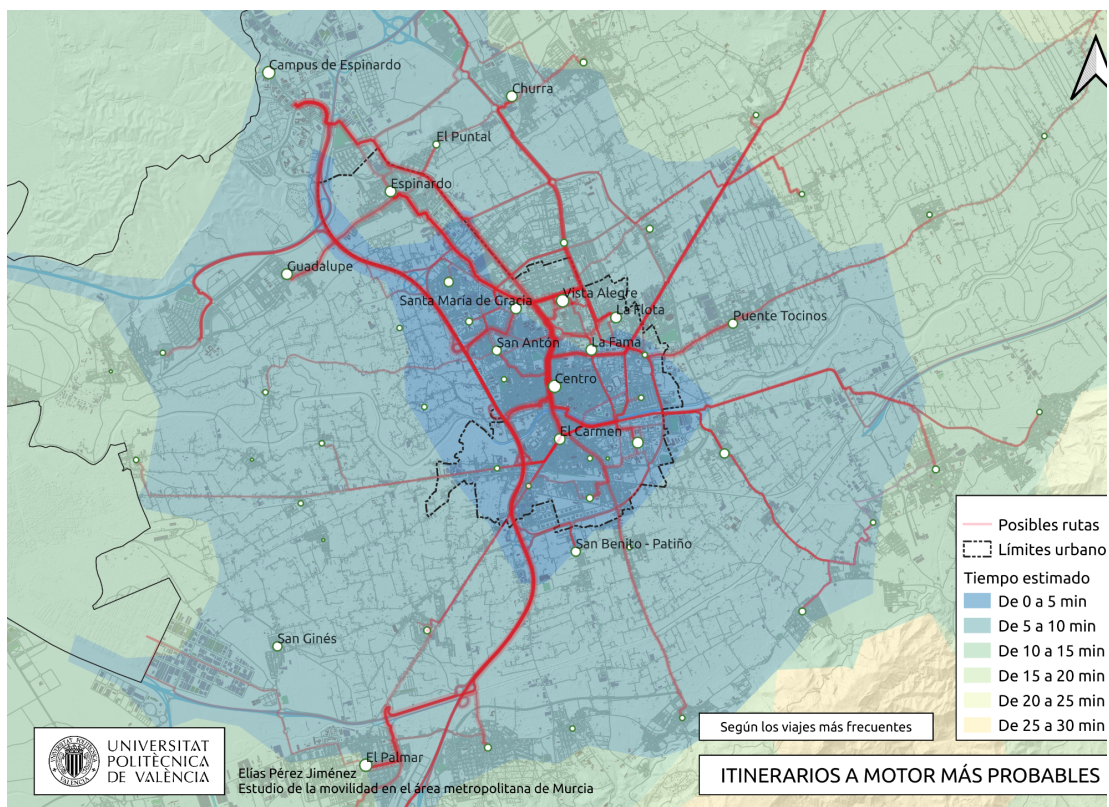 Campus de Espinardo
Churra
El Puntal
Espinardo
Guadalupe
Vista Alegre
Santa María de Gracia
La Flota
Puente Tocinos
San Antón
La Fama
Centro
El Carmen
San Benito - Patiño
San Ginés
El Palmar
Posibles rutas
Límites urbano
Tiempo estimado
De 0 a 5 min
De 5 a 10 min
De 10 a 15 min
De 15 a 20 min
De 20 a 25 min
De 25 a 30 min
Según los viajes más frecuentes
ITINERARIOS A MOTOR MÁS PROBABLES
UNIVERSITAT
POLITÈCNICA
DE VALÈNCIA
Elías Pérez Jiménez
Estudio de la movilidad en el área metropolitana de Murcia